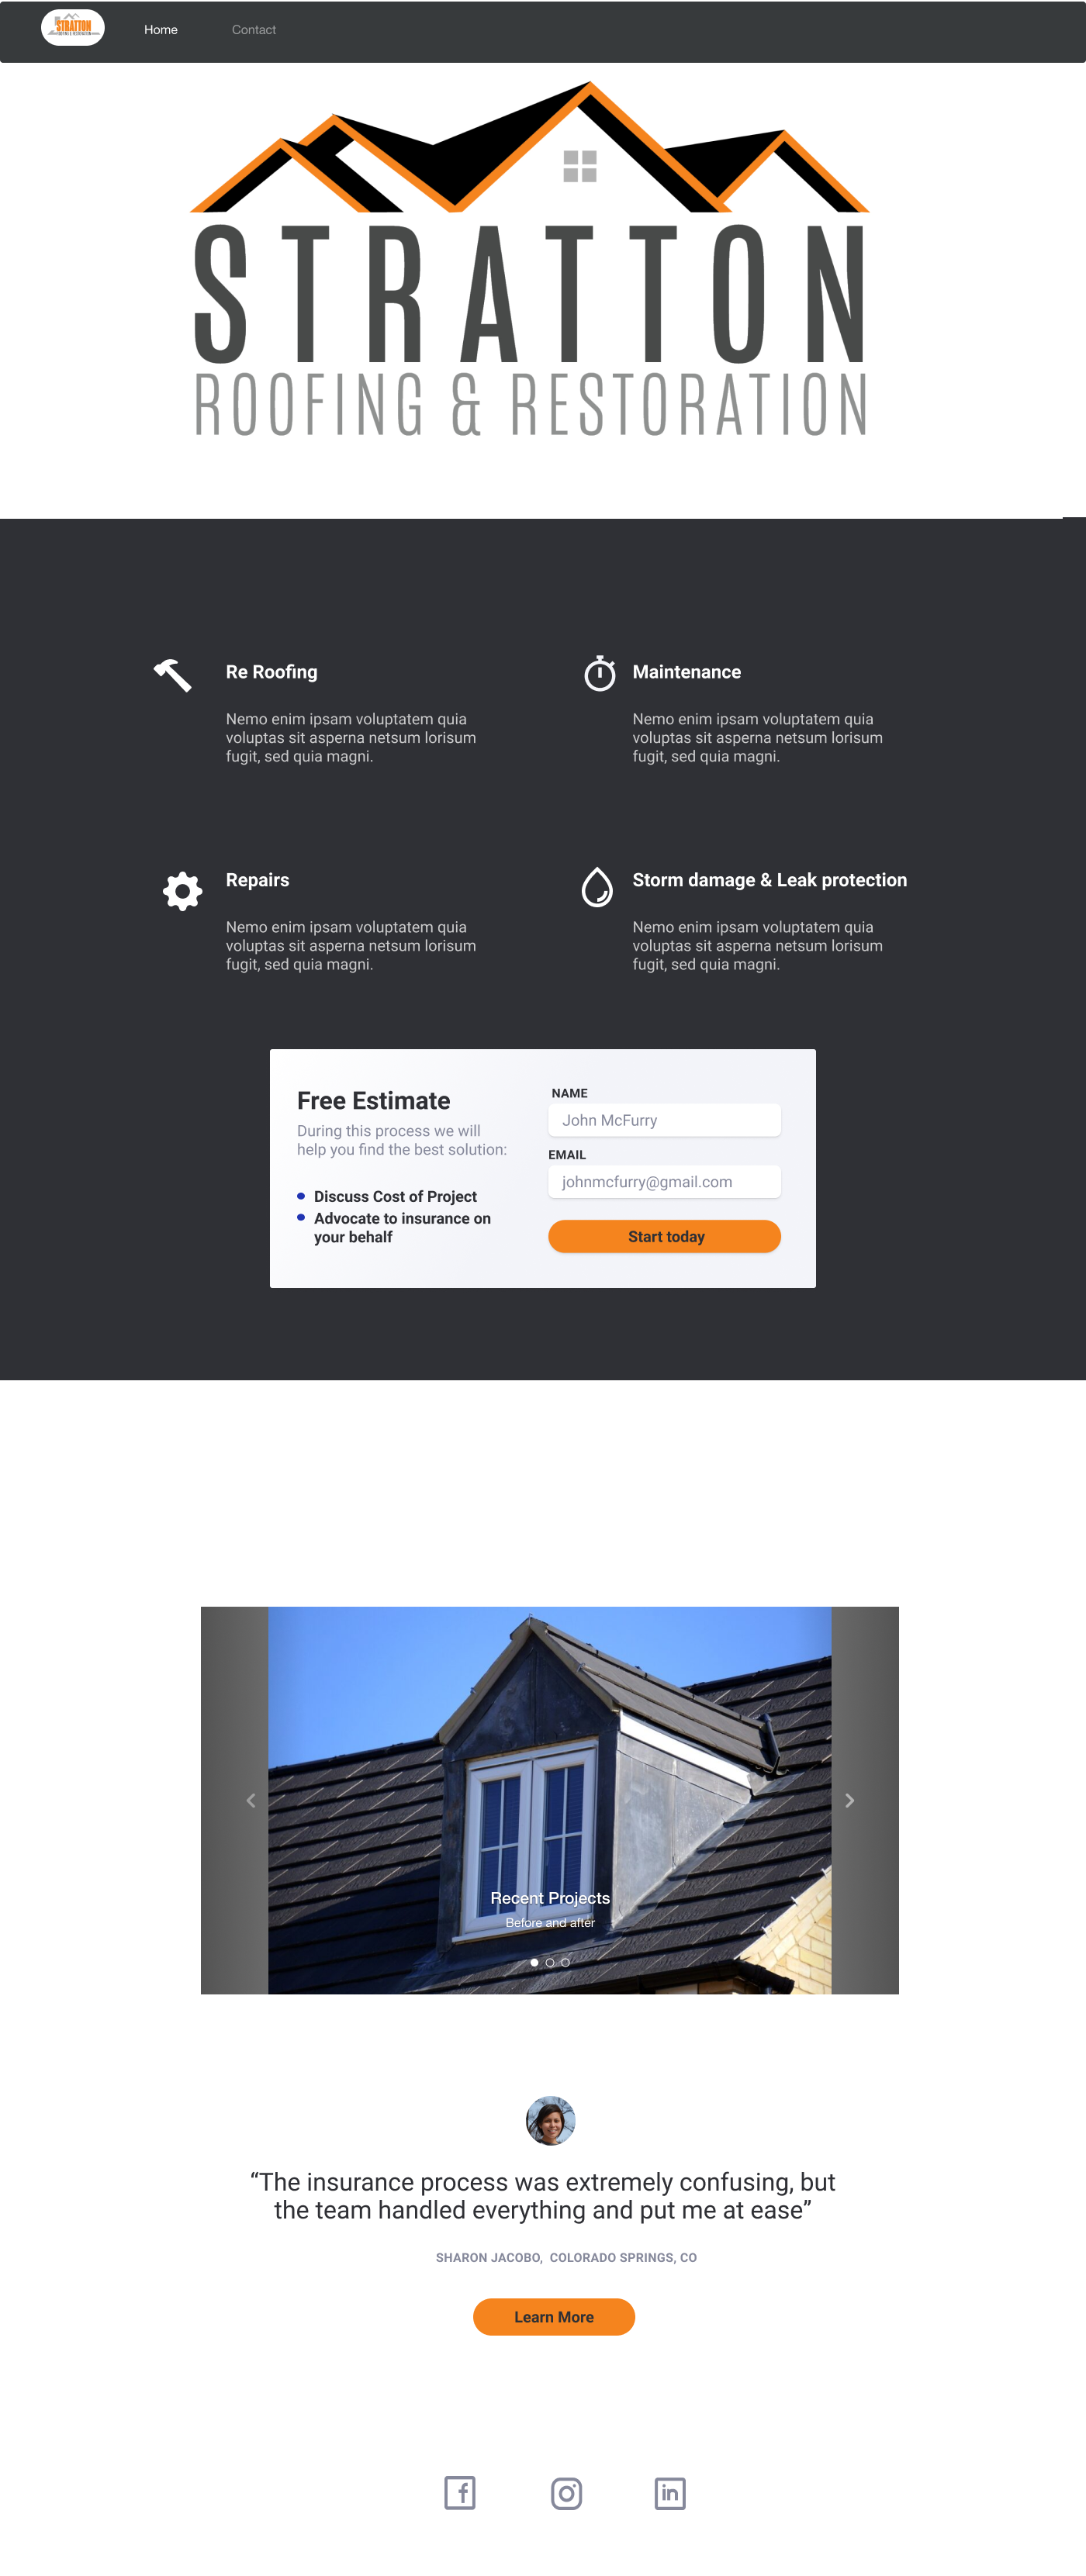 STRATTON
Home
Contact
STRATTON
ROOFING & RESTORATION
Re Roofing
Nemo enim ipsam voluptatem quia
voluptas sit asperna netsum lorisum
fugit, sed quia magni.
Maintenance
Nemo enim ipsam voluptatem quia
voluptas sit asperna netsum lorisum
fugit, sed quia magni.
Repairs
Nemo enim ipsam voluptatem quia
voluptas sit asperna netsum lorisum
fugit, sed quia magni.
Storm damage & Leak protection
Nemo enim ipsam voluptatem quia
voluptas sit asperna netsum lorisum
fugit, sed quia magni.
Free Estimate
During this process we will
help you find the best solution:
Discuss Cost of Project
Advocate to insurance on
your behalf
NAME
John McFurry
EMAIL
johnmcfurry@gmail.com
Start today
Recent Projects
Before and after
“The insurance process was extremely confusing, but
the team handled everything and put me at ease”
SHARON JACOBO, COLORADO SPRINGS, CO
Learn More